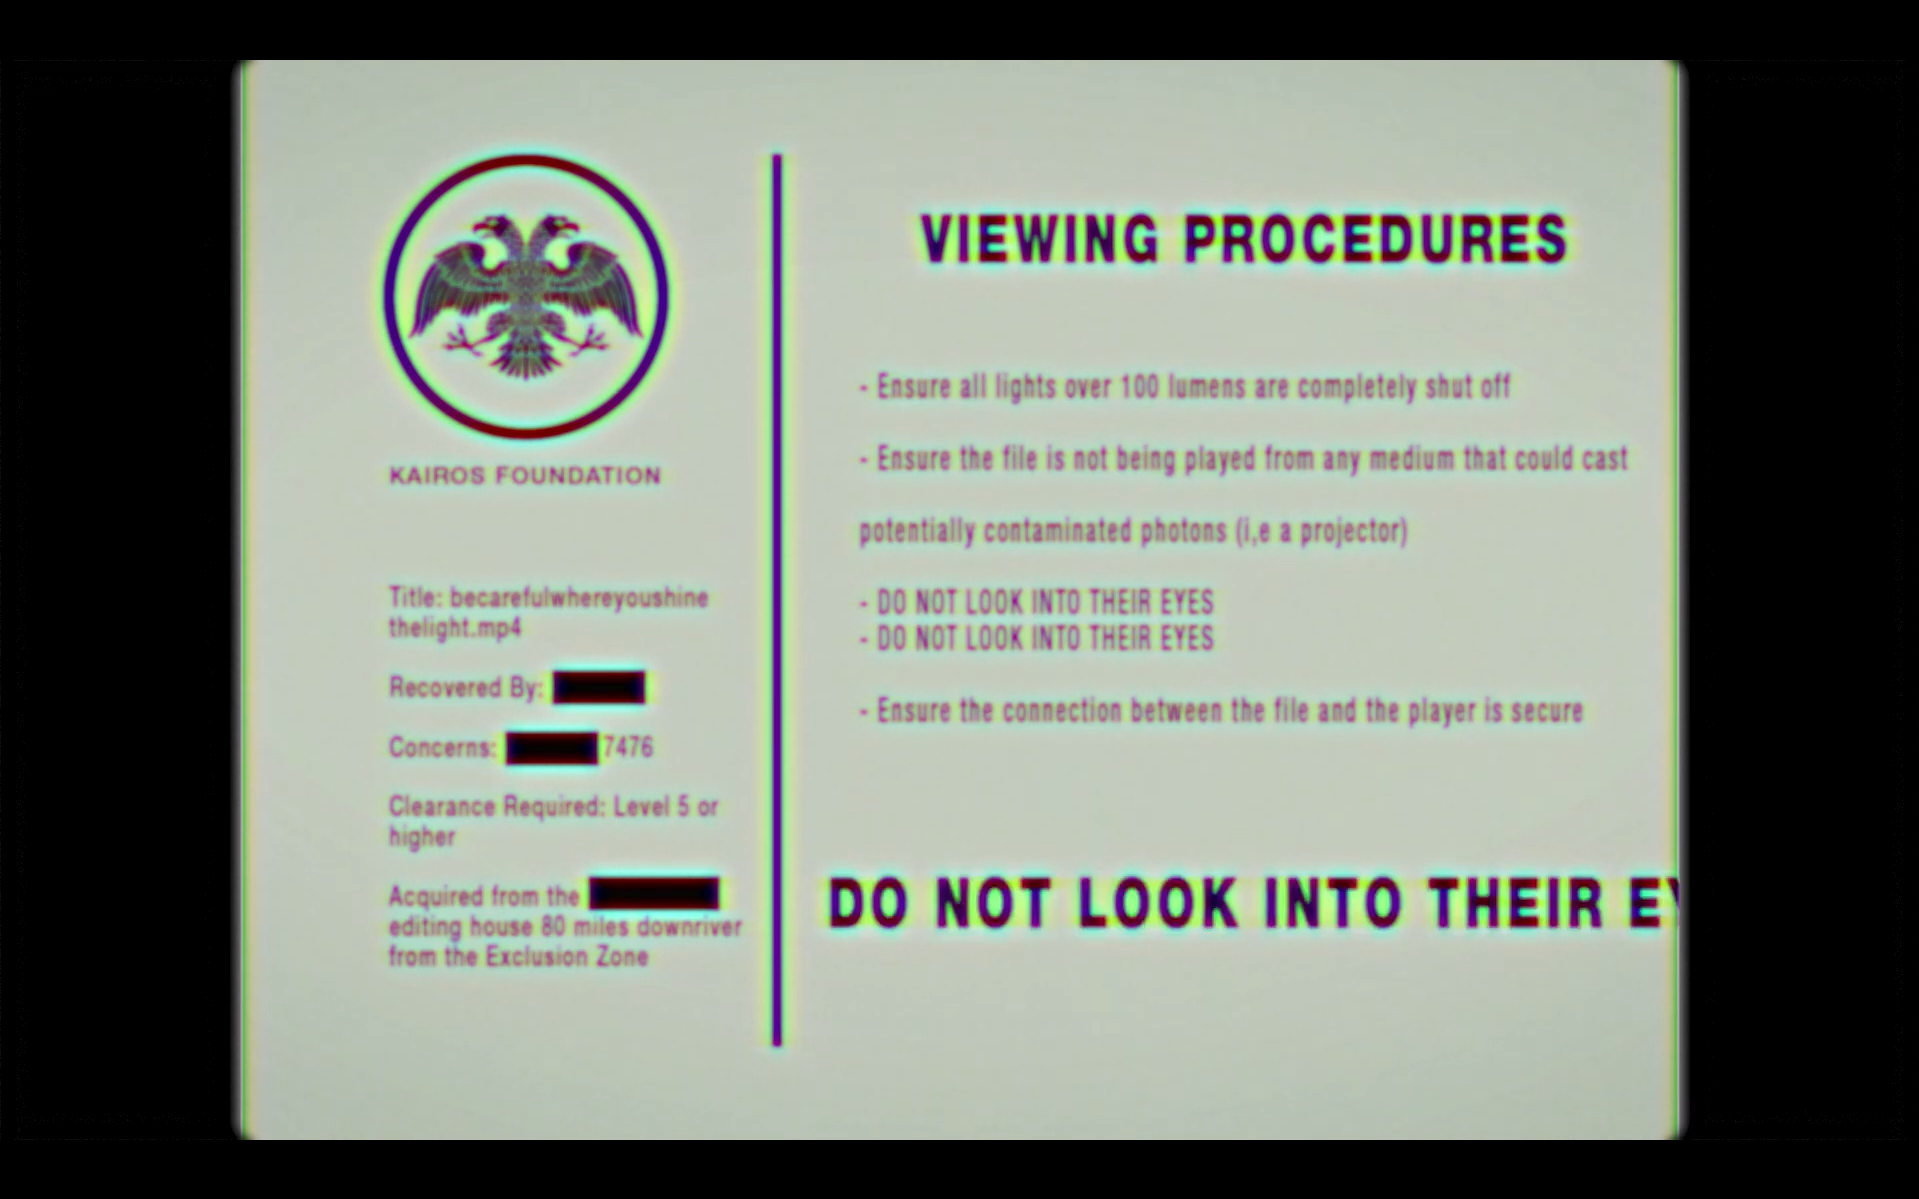 KAIROS FOUNDATION
Title: becarefulwhereyoushine
thelight.mp4
Recovered By:
Concerns: 7476
Clearance Required: Level 5 or
higher
Acquired from the
editing house 80 miles downriver
from the Exclusion Zone
VIEWING PROCEDURES
- Ensure all lights over 100 lumens are completely shut off
- Ensure the file is not being played from any medium that could cast
potentially contaminated photons (i,e a projector)
- DO NOT LOOK INTO THEIR EYES
- DO NOT LOOK INTO THEIR EYES
- Ensure the connection between the file and the player is secure
DO NOT LOOK INTO THEIR EY